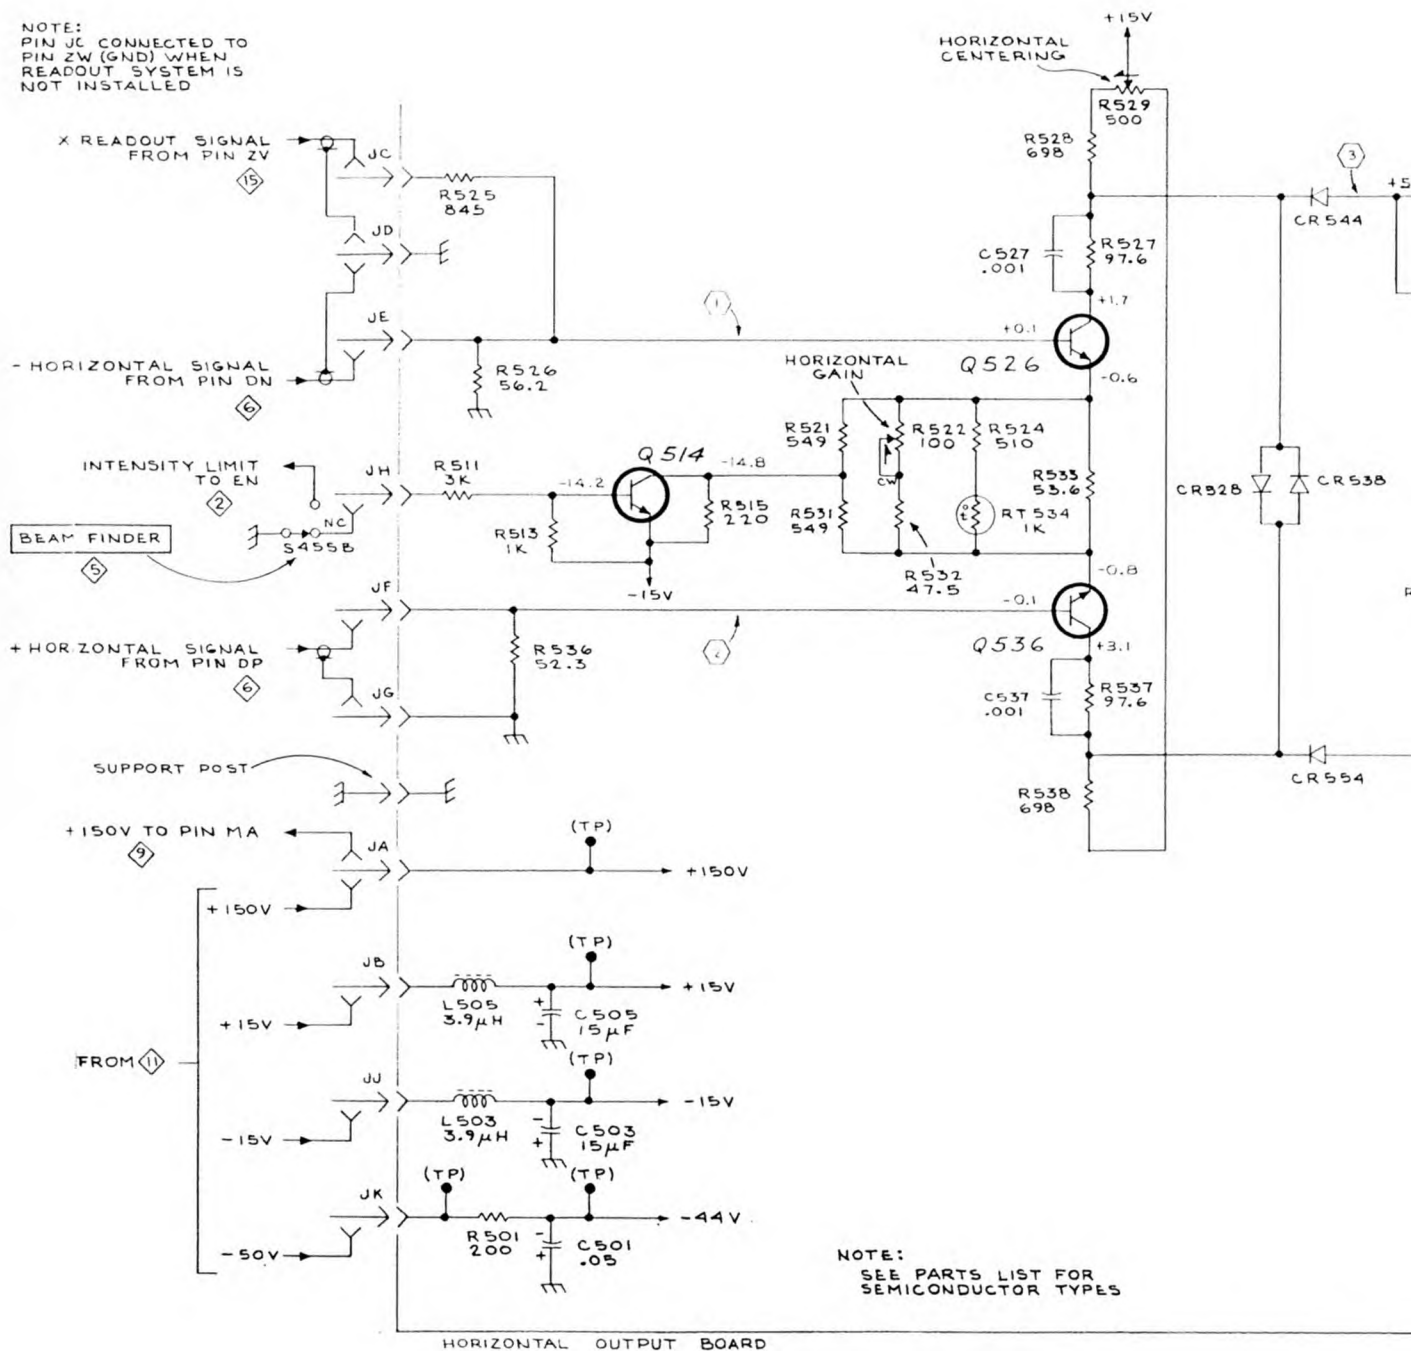 NOTE:
PIN JC CONNECTED TO
PIN ZW (GND) WHEN
READOUT SYSTEM IS
NOT INSTALLED
+15V
HORIZONTAL
CENTERING
R529
500
X READOUT SIGNAL
FROM PIN ZV
15
JC
R525
845
R528
698
3
+5
CR544
JD
C527
.001
R527
97.6
+1.7
1
JE
+0.1
Q526
-0.6
- HORIZONTAL SIGNAL
FROM PIN DN
6
R526
56.2
HORIZONTAL
GAIN
R521
549
R522
100
R524
510
CW
INTENSITY LIMIT
TO EN
2
JH
R511
3K
Q514
-14.8
-14.2
R533
53.6
CR528
CR538
NC
S455B
BEAM FINDER
5
R513
1K
R515
220
R531
549
t°
RT534
1K
-15V
R532
47.5
-0.8
JF
-0.1
R
+HORIZONTAL SIGNAL
FROM PIN DP
6
R536
52.3
2
Q536
+3.1
JG
C537
.001
R537
97.6
SUPPORT POST
CR554
R538
698
+150V TO PIN MA
9
JA
(TP)
+150V
+150V
JB
(TP)
+15V
L505
3.9µH
+
-
C505
15µF
+15V
FROM 11
JJ
(TP)
-15V
L503
3.9µH
-
+
C503
15µF
-15V
JK
(TP)
(TP)
-44V
R501
200
-
+
C501
.05
-50V
NOTE:
SEE PARTS LIST FOR
SEMICONDUCTOR TYPES
HORIZONTAL OUTPUT BOARD